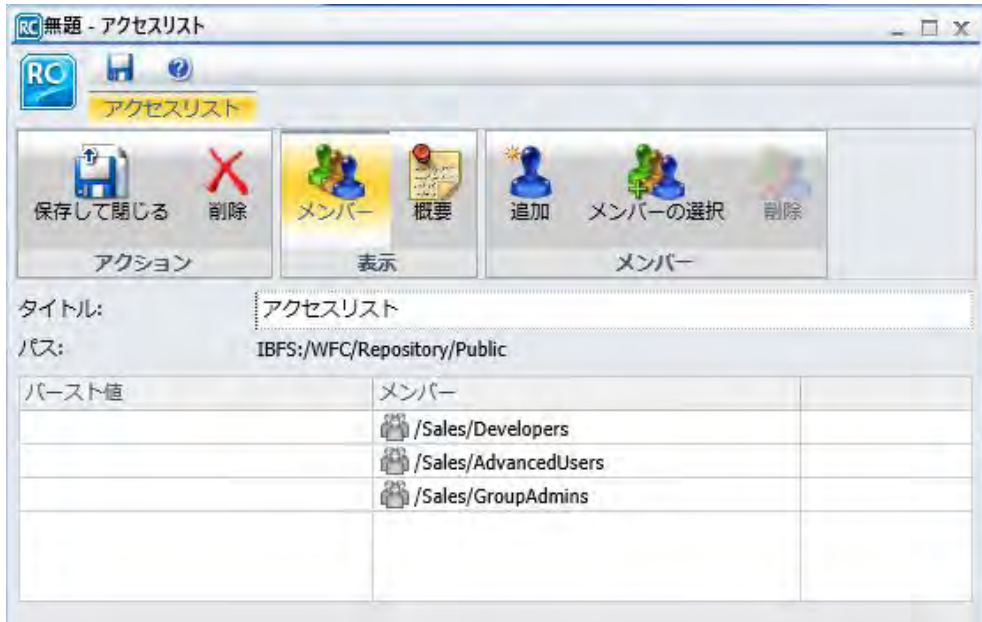 RC 無題 - アクセスリスト
RC
アクセスリスト
保存して閉じる 削除 メンバー 概要 追加 メンバーの選択 削除
アクション 表示 メンバー
タイトル: アクセスリスト
パス: IBFS:/WFC/Repository/Public
バースト値 メンバー
/Sales/Developers
/Sales/AdvancedUsers
/Sales/GroupAdmins